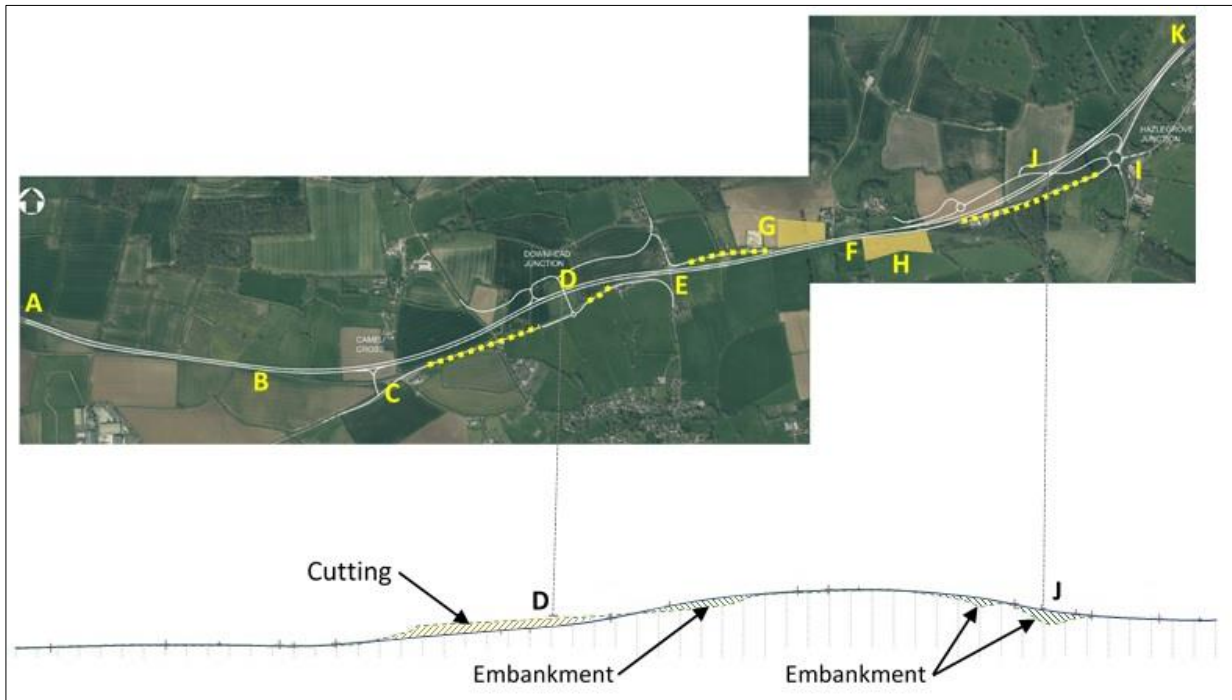 K
HAZLEGROVE
JUNCTION
J
I
G
DOWNHEAD
JUNCTION
D
F
H
E
A
CAMEL
CROSS
B
C
Cutting
D
J
Embankment
Embankment